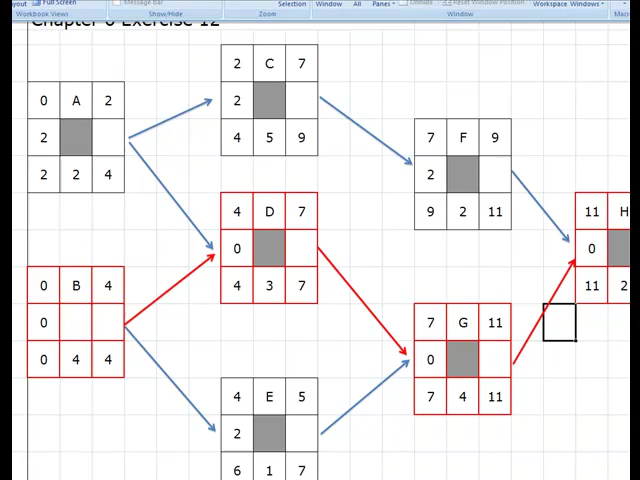 Full Screen
Message Bar
Selection
Window All Panes
Unhide
Reset Window Position
Workspace Windows
Workbook Views
Show/Hide
Zoom
Window
Chapter 6 Exercise 12
0 A 2
2
2 2 4
2 C 7
2
4 5 9
7 F 9
2
9 2 11
4 D 7
0
4 3 7
11 H
0
11 2
0 B 4
0
0 4 4
7 G 11
0
7 4 11
4 E 5
2
6 1 7